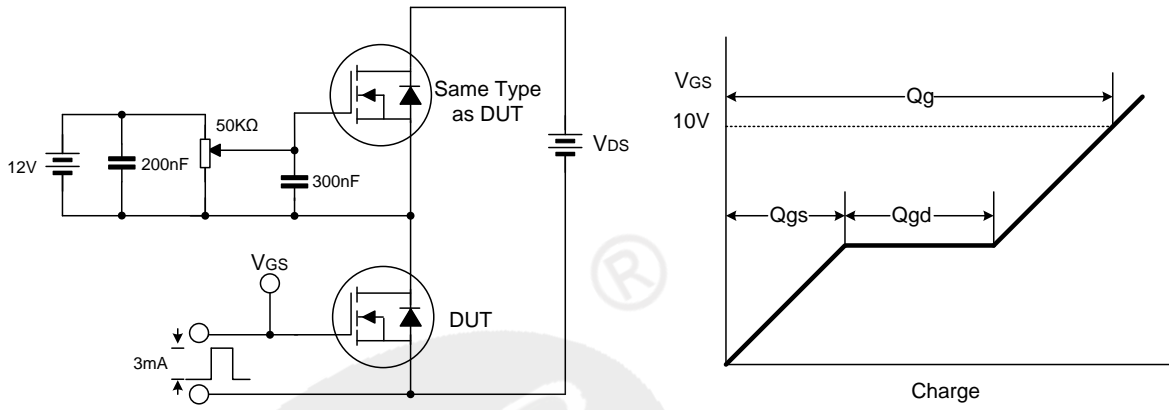 12V
200nF
50KΩ
300nF
Same Type
as DUT
VDS
VGS
DUT
3mA
®
VGS
10V
Qg
Qgs
Qgd
Charge